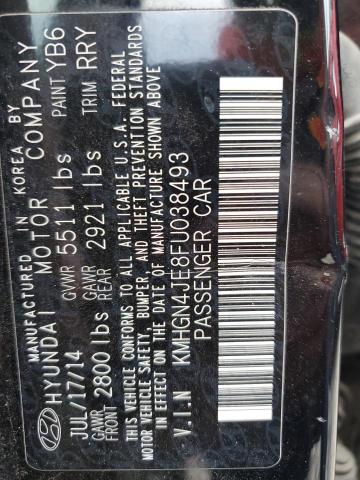 MANUFACTURED IN KOREA BY
HYUNDAI MOTOR COMPANY
JUL/17/14 GVWR 5511 lbs PAINT YB6
GAWR FRONT 2800 lbs GAWR REAR 2921 lbs TRIM RRY
THIS VEHICLE CONFORMS TO ALL APPLICABLE U.S.A. FEDERAL
MOTOR VEHICLE SAFETY, BUMPER, AND THEFT PREVENTION STANDARDS
IN EFFECT ON THE DATE OF MANUFACTURE SHOWN ABOVE
V.I.N KMHGN4JE8FU038493
PASSENGER CAR